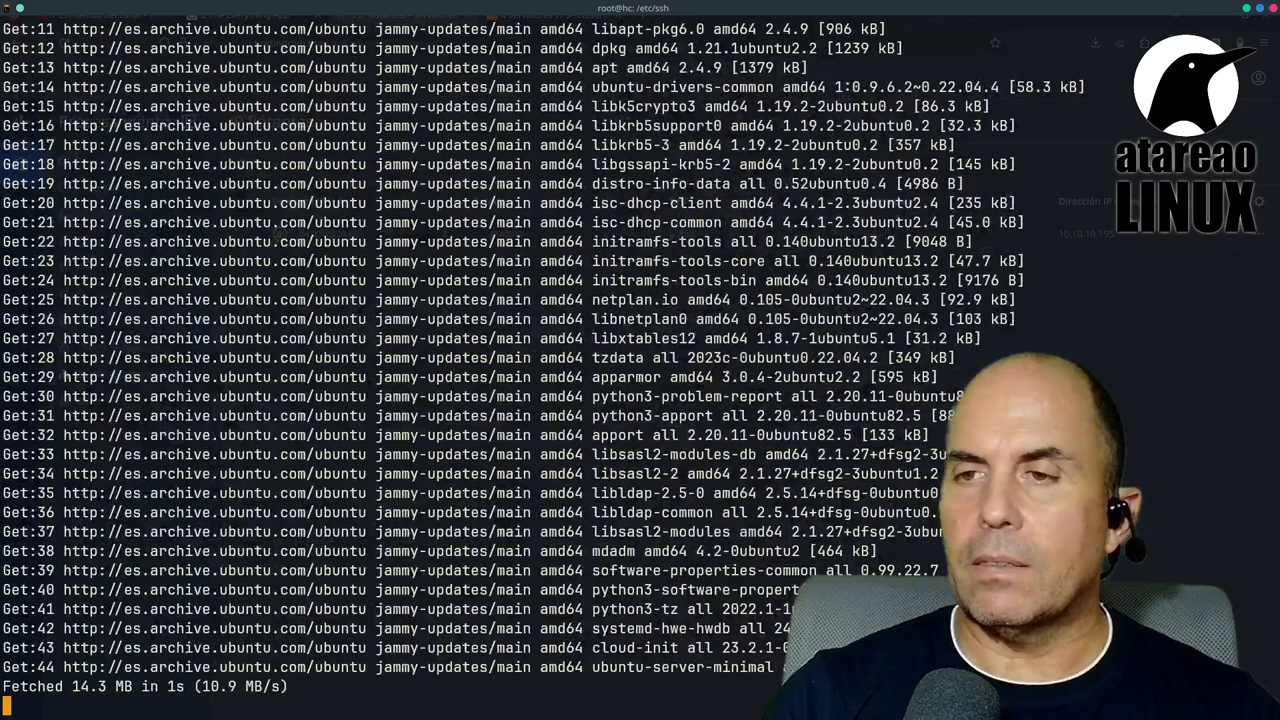 root@hc: /etc/ssh
Get:11 http://es.archive.ubuntu.com/ubuntu jammy-updates/main amd64 libapt-pkg6.0 amd64 2.4.9 [906 kB]
Get:12 http://es.archive.ubuntu.com/ubuntu jammy-updates/main amd64 dpkg amd64 1.21.1ubuntu2.2 [1239 kB]
Get:13 http://es.archive.ubuntu.com/ubuntu jammy-updates/main amd64 apt amd64 2.4.9 [1379 kB]
Get:14 http://es.archive.ubuntu.com/ubuntu jammy-updates/main amd64 ubuntu-drivers-common amd64 1:0.9.6.2~0.22.04.4 [58.3 kB]
Get:15 http://es.archive.ubuntu.com/ubuntu jammy-updates/main amd64 libk5crypto3 amd64 1.19.2-2ubuntu0.2 [86.3 kB]
Get:16 http://es.archive.ubuntu.com/ubuntu jammy-updates/main amd64 libkrb5support0 amd64 1.19.2-2ubuntu0.2 [32.3 kB]
Get:17 http://es.archive.ubuntu.com/ubuntu jammy-updates/main amd64 libkrb5-3 amd64 1.19.2-2ubuntu0.2 [357 kB]
Get:18 http://es.archive.ubuntu.com/ubuntu jammy-updates/main amd64 libgssapi-krb5-2 amd64 1.19.2-2ubuntu0.2 [145 kB]
Get:19 http://es.archive.ubuntu.com/ubuntu jammy-updates/main amd64 distro-info-data all 0.52ubuntu0.4 [4986 B]
Get:20 http://es.archive.ubuntu.com/ubuntu jammy-updates/main amd64 isc-dhcp-client amd64 4.4.1-2.3ubuntu2.4 [235 kB]
Get:21 http://es.archive.ubuntu.com/ubuntu jammy-updates/main amd64 isc-dhcp-common amd64 4.4.1-2.3ubuntu2.4 [45.0 kB]
Get:22 http://es.archive.ubuntu.com/ubuntu jammy-updates/main amd64 initramfs-tools all 0.140ubuntu13.2 [9048 B]
Get:23 http://es.archive.ubuntu.com/ubuntu jammy-updates/main amd64 initramfs-tools-core all 0.140ubuntu13.2 [47.7 kB]
Get:24 http://es.archive.ubuntu.com/ubuntu jammy-updates/main amd64 initramfs-tools-bin amd64 0.140ubuntu13.2 [9176 B]
Get:25 http://es.archive.ubuntu.com/ubuntu jammy-updates/main amd64 netplan.io amd64 0.105-0ubuntu2~22.04.3 [92.9 kB]
Get:26 http://es.archive.ubuntu.com/ubuntu jammy-updates/main amd64 libnetplan0 amd64 0.105-0ubuntu2~22.04.3 [103 kB]
Get:27 http://es.archive.ubuntu.com/ubuntu jammy-updates/main amd64 libxtables12 amd64 1.8.7-1ubuntu5.1 [31.2 kB]
Get:28 http://es.archive.ubuntu.com/ubuntu jammy-updates/main amd64 tzdata all 2023c-0ubuntu0.22.04.2 [349 kB]
Get:29 http://es.archive.ubuntu.com/ubuntu jammy-updates/main amd64 apparmor amd64 3.0.4-2ubuntu2.2 [595 kB]
Get:30 http://es.archive.ubuntu.com/ubuntu jammy-updates/main amd64 python3-problem-report all 2.20.11-0ubuntu8
Get:31 http://es.archive.ubuntu.com/ubuntu jammy-updates/main amd64 python3-apport all 2.20.11-0ubuntu82.5 [88
Get:32 http://es.archive.ubuntu.com/ubuntu jammy-updates/main amd64 apport all 2.20.11-0ubuntu82.5 [133 kB]
Get:33 http://es.archive.ubuntu.com/ubuntu jammy-updates/main amd64 libsasl2-modules-db amd64 2.1.27+dfsg2-3u
Get:34 http://es.archive.ubuntu.com/ubuntu jammy-updates/main amd64 libsasl2-2 amd64 2.1.27+dfsg2-3ubuntu1.2
Get:35 http://es.archive.ubuntu.com/ubuntu jammy-updates/main amd64 libldap-2.5-0 amd64 2.5.14+dfsg-0ubuntu0
Get:36 http://es.archive.ubuntu.com/ubuntu jammy-updates/main amd64 libldap-common all 2.5.14+dfsg-0ubuntu0
Get:37 http://es.archive.ubuntu.com/ubuntu jammy-updates/main amd64 libsasl2-modules amd64 2.1.27+dfsg2-3ubu
Get:38 http://es.archive.ubuntu.com/ubuntu jammy-updates/main amd64 mdadm amd64 4.2-0ubuntu2 [464 kB]
Get:39 http://es.archive.ubuntu.com/ubuntu jammy-updates/main amd64 software-properties-common all 0.99.22.7
Get:40 http://es.archive.ubuntu.com/ubuntu jammy-updates/main amd64 python3-software-propert
Get:41 http://es.archive.ubuntu.com/ubuntu jammy-updates/main amd64 python3-tz all 2022.1-1u
Get:42 http://es.archive.ubuntu.com/ubuntu jammy-updates/main amd64 systemd-hwe-hwdb all 24
Get:43 http://es.archive.ubuntu.com/ubuntu jammy-updates/main amd64 cloud-init all 23.2.1-0
Get:44 http://es.archive.ubuntu.com/ubuntu jammy-updates/main amd64 ubuntu-server-minimal
Fetched 14.3 MB in 1s (10.9 MB/s)
atareao
LINUX
Dirección IP
10.10.10.195